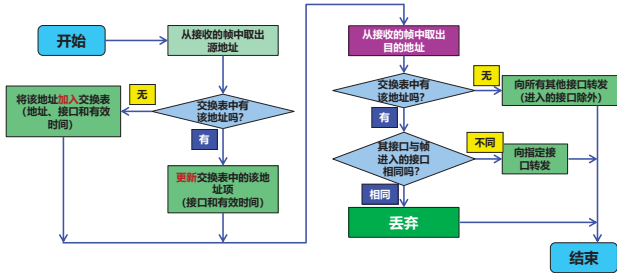 开始
从接收的帧中取出
源地址
无
交换表中有
该地址吗？
将该地址加入交换表
（地址、接口和有效
时间）
有
更新交换表中的该地
址项
（接口和有效时间）
从接收的帧中取出
目的地址
交换表中有
该地址吗？
无
向所有其他接口转发
(进入的接口除外)
有
其接口与帧
进入的接口
相同吗？
不同
向指定接
口转发
相同
丢弃
结束